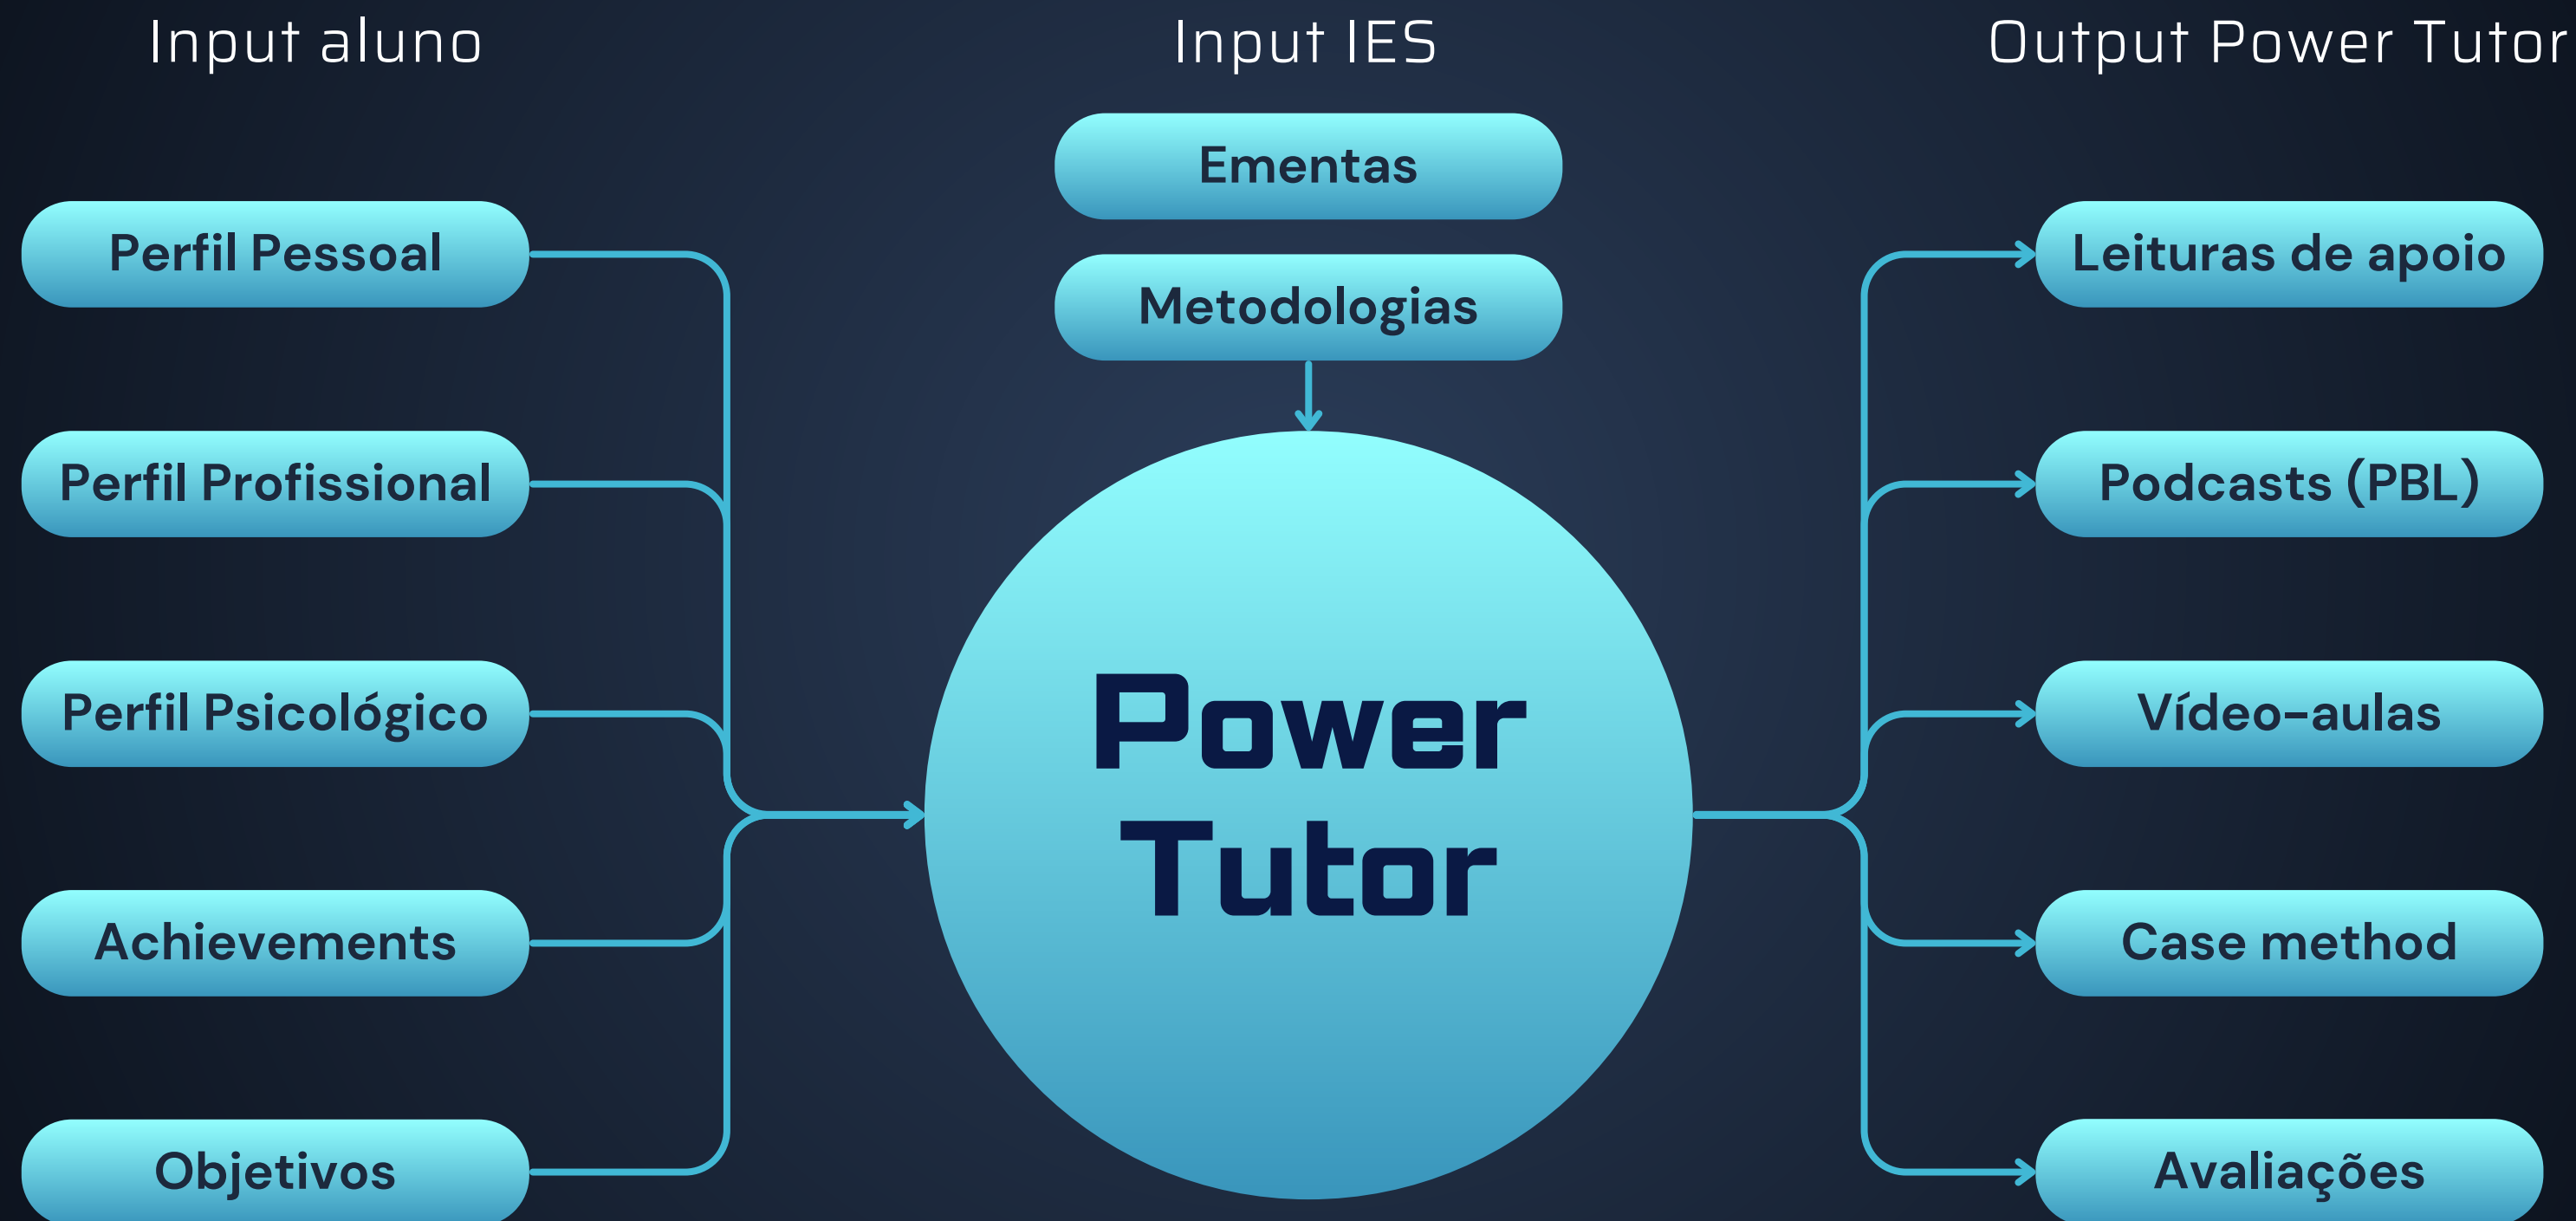 Input aluno
Input IES
Output Power Tutor
Perfil Pessoal
Perfil Profissional
Perfil Psicológico
Achievements
Objetivos
Ementas
Metodologias
Power
Tutor
Leituras de apoio
Podcasts (PBL)
Vídeo-aulas
Case method
Avaliações